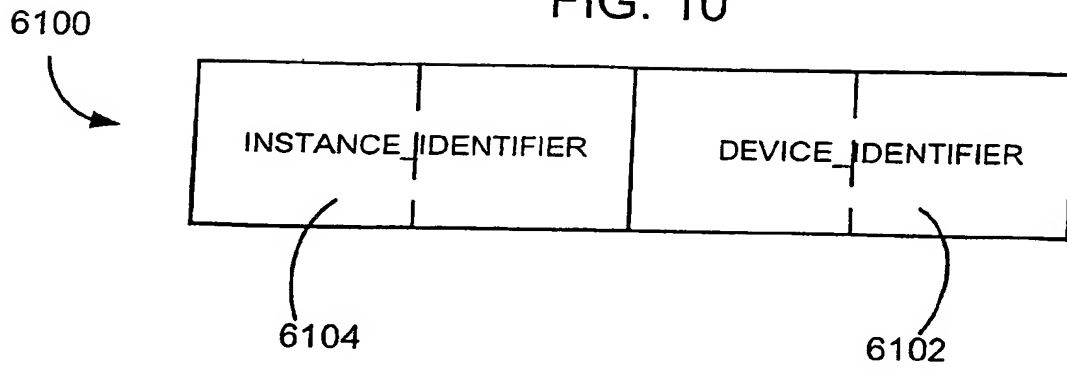 FIG. 10
6100
INSTANCE_IDENTIFIER DEVICE_IDENTIFIER
6104
6102